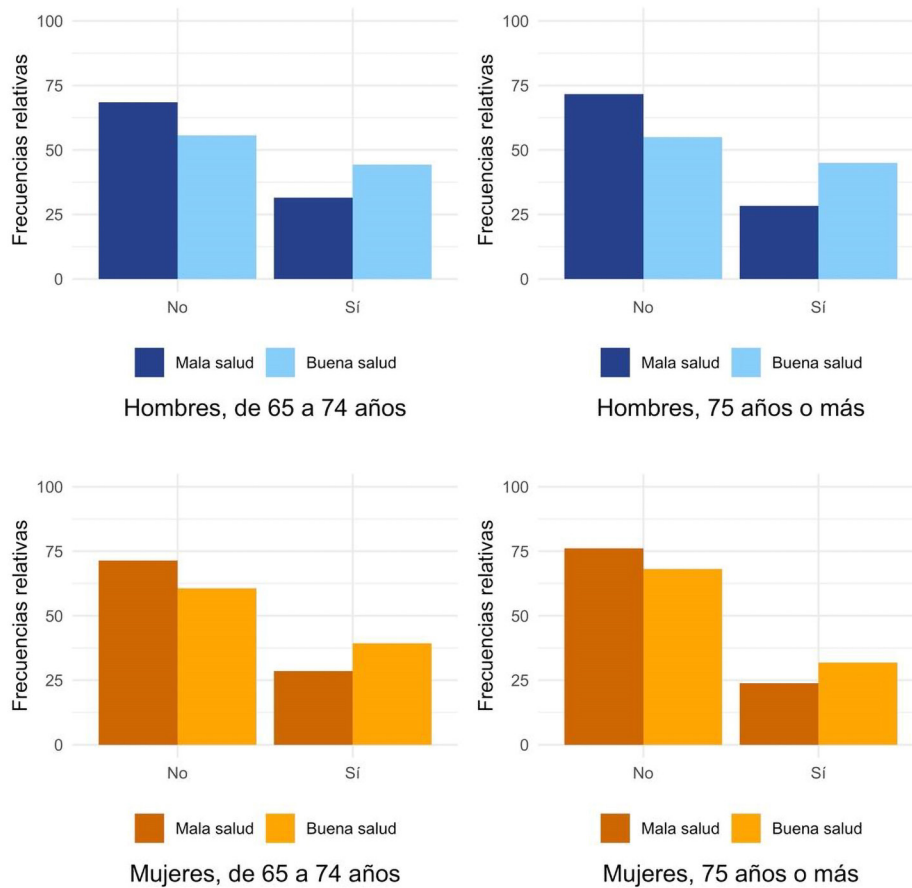 Frecuencias relativas
100
75
50
25
0
No
Sí
Mala salud
Buena salud
Hombres, de 65 a 74 años
Frecuencias relativas
100
75
50
25
0
No
Sí
Mala salud
Buena salud
Hombres, 75 años o más
Frecuencias relativas
100
75
50
25
0
No
Sí
Mala salud
Buena salud
Mujeres, de 65 a 74 años
Frecuencias relativas
100
75
50
25
0
No
Sí
Mala salud
Buena salud
Mujeres, 75 años o más